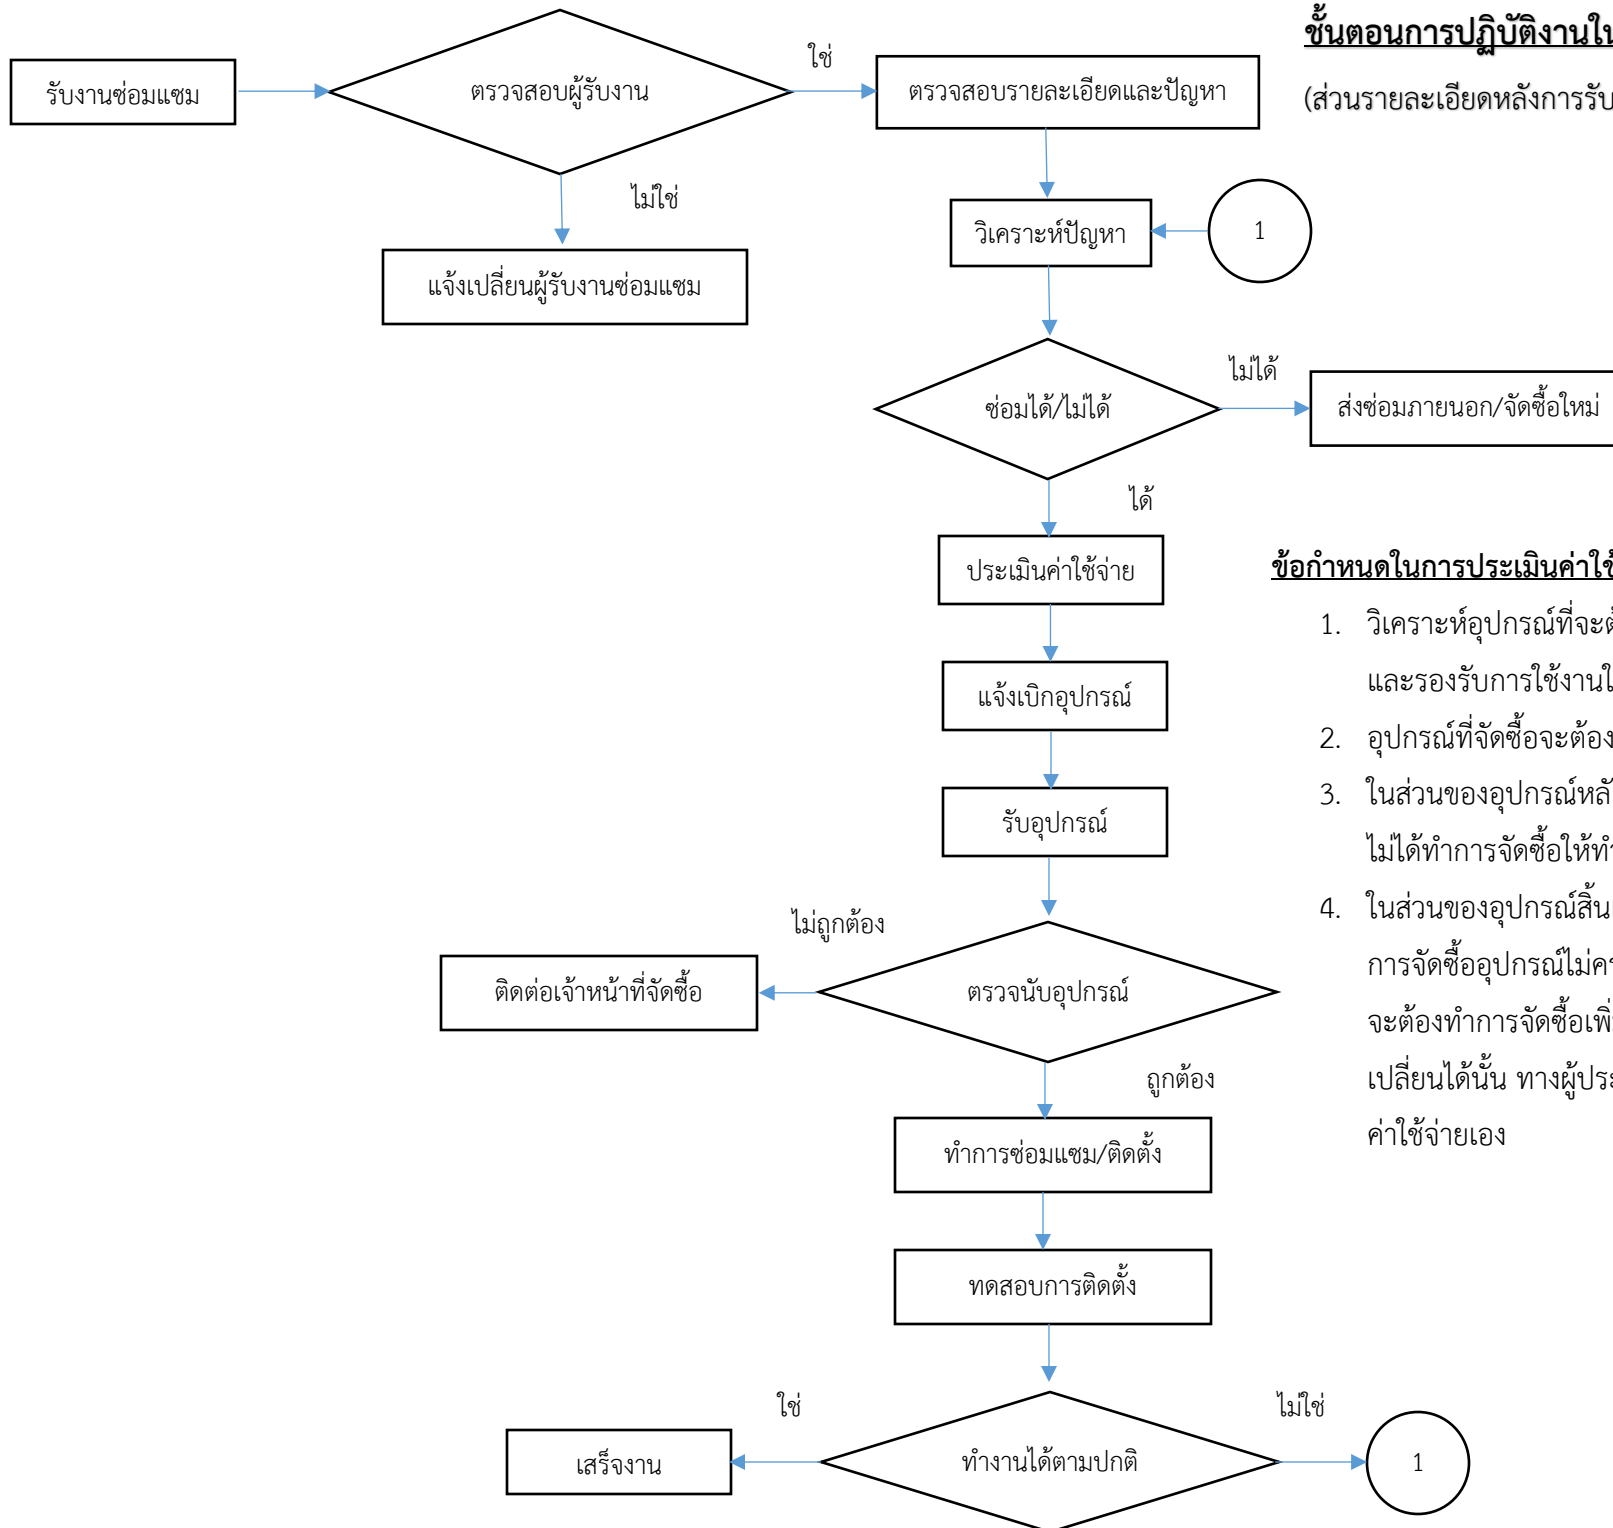 ชั้นตอนการปฏิบัติงานใน
(ส่วนรายละเอียดหลังการรับ
รับงานซ่อมแซม
ตรวจสอบผู้รับงาน
ใช่
ตรวจสอบรายละเอียดและปัญหา
ไม่ใช่
แจ้งเปลี่ยนผู้รับงานซ่อมแซม
วิเคราะห์ปัญหา
1
ซ่อมได้/ไม่ได้
ไม่ได้
ส่งซ่อมภายนอก/จัดซื้อใหม่
ได้
ประเมินค่าใช้จ่าย
แจ้งเบิกอุปกรณ์
รับอุปกรณ์
ตรวจนับอุปกรณ์
ไม่ถูกต้อง
ติดต่อเจ้าหน้าที่จัดซื้อ
ถูกต้อง
ทำการซ่อมแซม/ติดตั้ง
ทดสอบการติดตั้ง
ทำงานได้ตามปกติ
ใช่
เสร็จงาน
ไม่ใช่
1
ข้อกำหนดในการประเมินค่าใช้
1. วิเคราะห์อุปกรณ์ที่จะต้
และรองรับการใช้งานใ
2. อุปกรณ์ที่จัดซื้อจะต้อง
3. ในส่วนของอุปกรณ์หลั
ไม่ได้ทำการจัดซื้อให้ทำ
4. ในส่วนของอุปกรณ์สิ้น
การจัดซื้ออุปกรณ์ไม่คร
จะต้องทำการจัดซื้อเพิ่
เปลี่ยนได้นั้น ทางผู้ประ
ค่าใช้จ่ายเอง